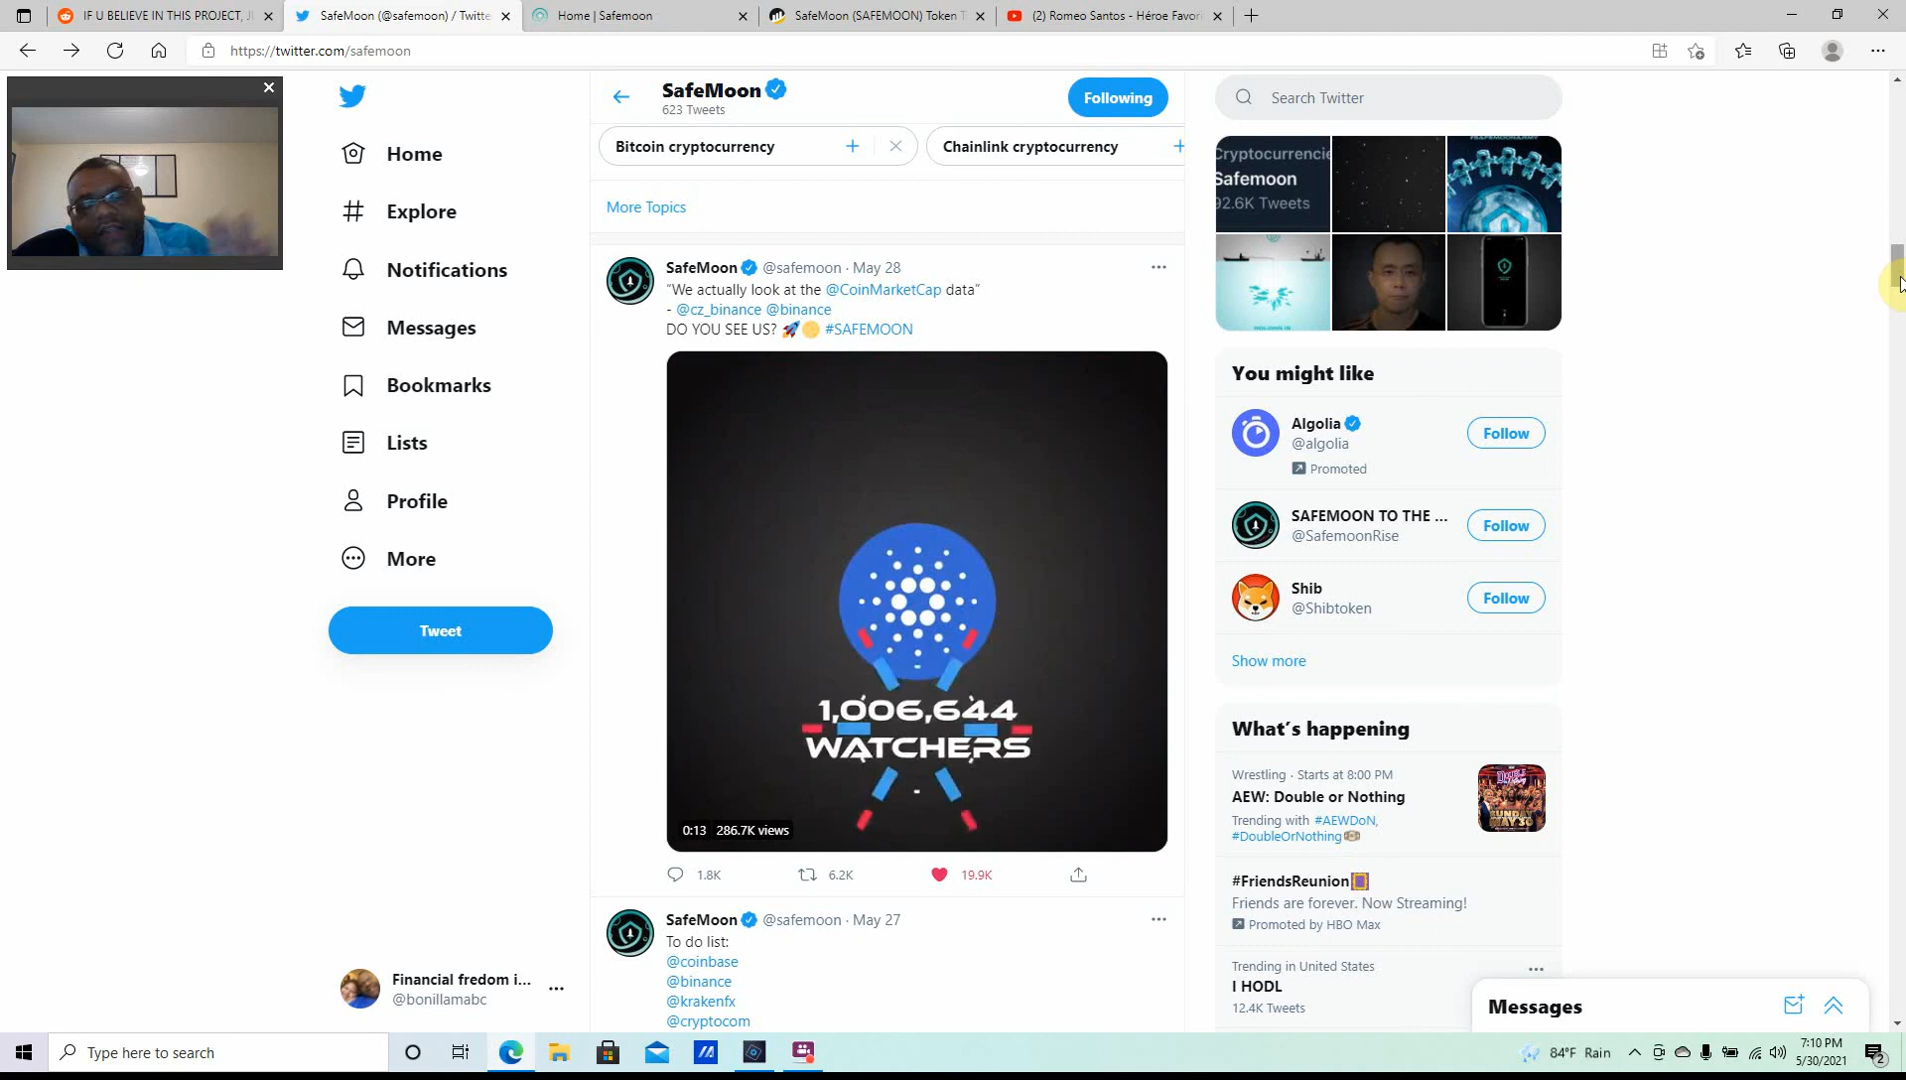 IF U BELIEVE IN THIS PROJECT, JU
SafeMoon (@safemoon) / Twitte
Home | Safemoon
SafeMoon (SAFEMOON) Token T
(2) Romeo Santos - Héroe Favori
https://twitter.com/safemoon
Home
Explore
Notifications
Messages
Bookmarks
Lists
Profile
More
Tweet
Financial fredom i...
@bonillamabc
SafeMoon
623 Tweets
Following
Bitcoin cryptocurrency
Chainlink cryptocurrency
More Topics
SafeMoon @safemoon · May 28
“We actually look at the @CoinMarketCap data”
- @cz_binance @binance
DO YOU SEE US? 🚀🌕 #SAFEMOON
1,006,644
WATCHERS
0:13 286.7K views
1.8K 6.2K 19.9K
SafeMoon @safemoon · May 27
To do list:
@coinbase
@binance
@krakenfx
@cryptocom
Search Twitter
Cryptocurrencie
Safemoon
92.6K Tweets
You might like
Algolia
@algolia
Promoted
Follow
SAFEMOON TO THE ...
@SafemoonRise
Follow
Shib
@Shibtoken
Follow
Show more
What’s happening
Wrestling · Starts at 8:00 PM
AEW: Double or Nothing
Trending with #AEWDoN,
#DoubleOrNothing
#FriendsReunion
Friends are forever. Now Streaming!
Promoted by HBO Max
Trending in United States
I HODL
12.4K Tweets
Messages
Type here to search
84°F Rain
7:10 PM
5/30/2021
2